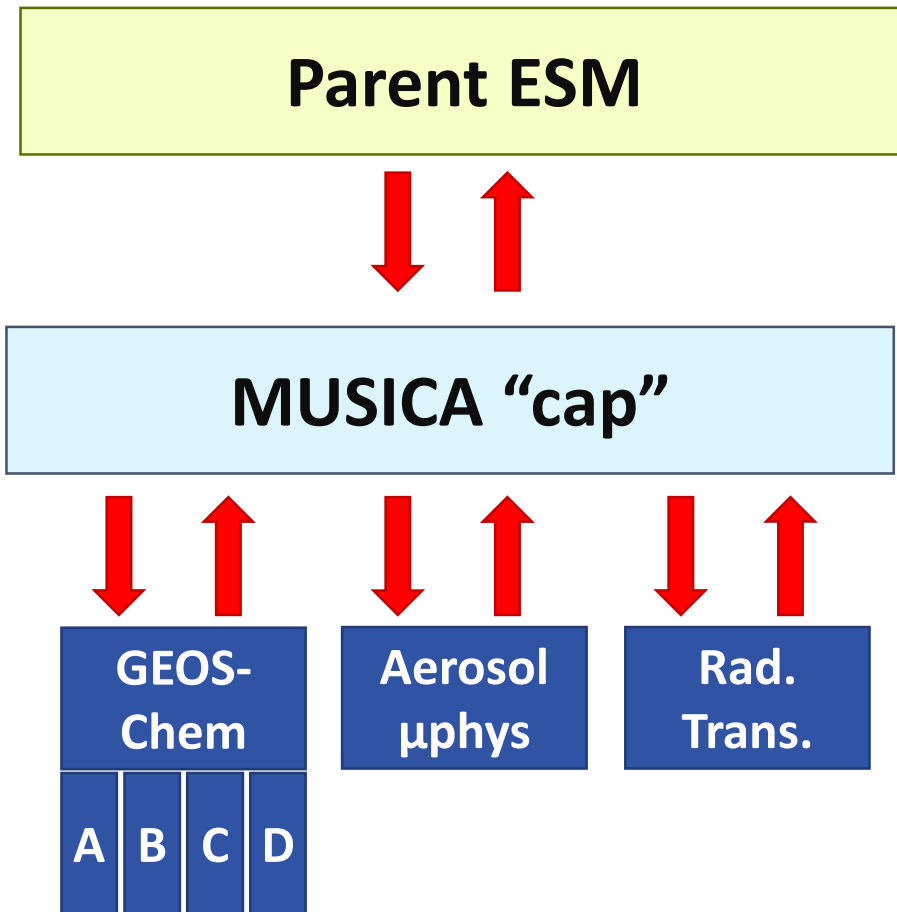 Parent ESM
MUSICA “cap”
GEOS-
Chem
Aerosol
µphys
Rad.
Trans.
A B C D